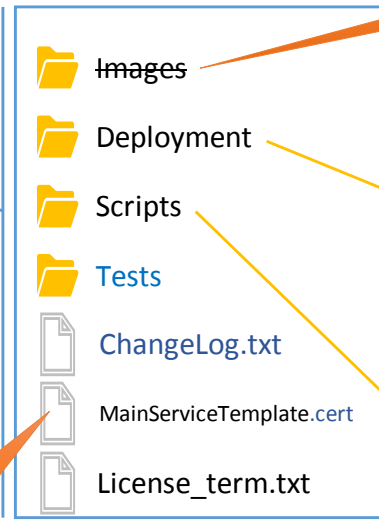 Images
Deployment
Scripts
Tests
ChangeLog.txt
MainServiceTemplate.cert
License_term.txt